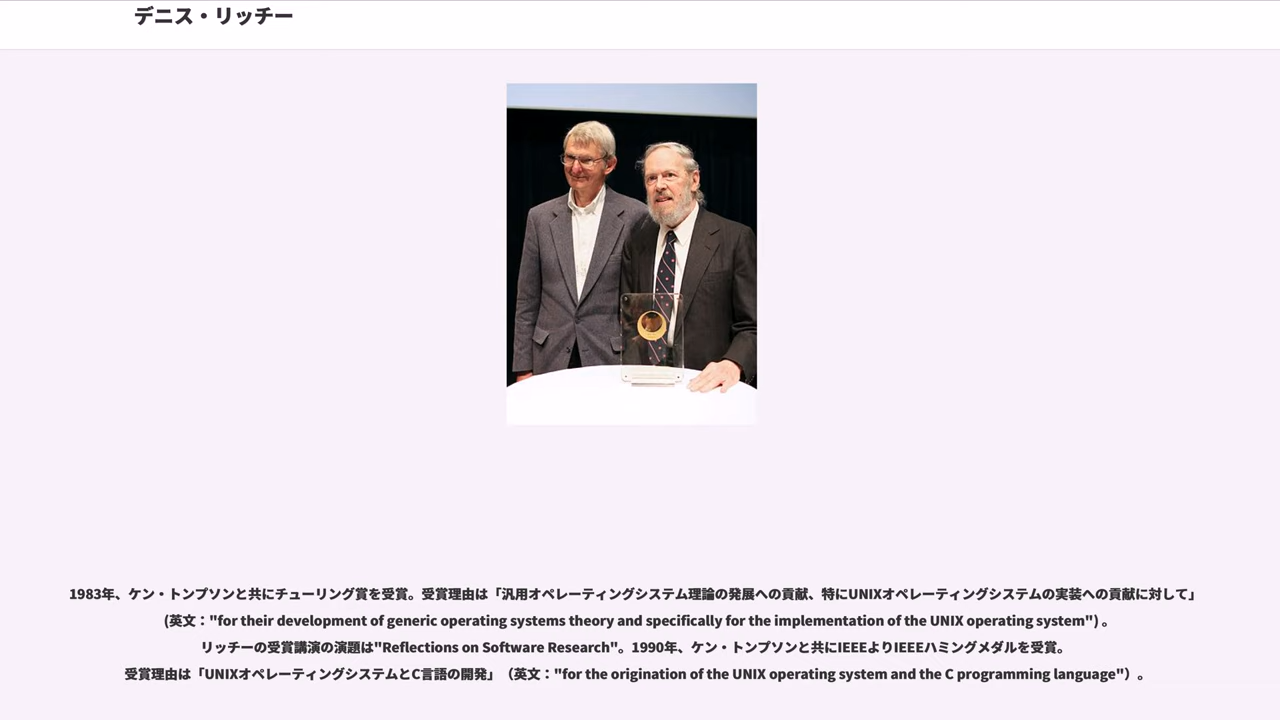 デニス・リッチー
1983年、ケン・トンプソンと共にチューリング賞を受賞。受賞理由は「汎用オペレーティングシステム理論の発展への貢献、特にUNIXオペレーティングシステムの実装への貢献に対して」
(英文："for their development of generic operating systems theory and specifically for the implementation of the UNIX operating system") 。
リッチーの受賞講演の演題は"Reflections on Software Research"。1990年、ケン・トンプソンと共にIEEEよりIEEEハミングメダルを受賞。
受賞理由は「UNIXオペレーティングシステムとC言語の開発」（英文："for the origination of the UNIX operating system and the C programming language"）。